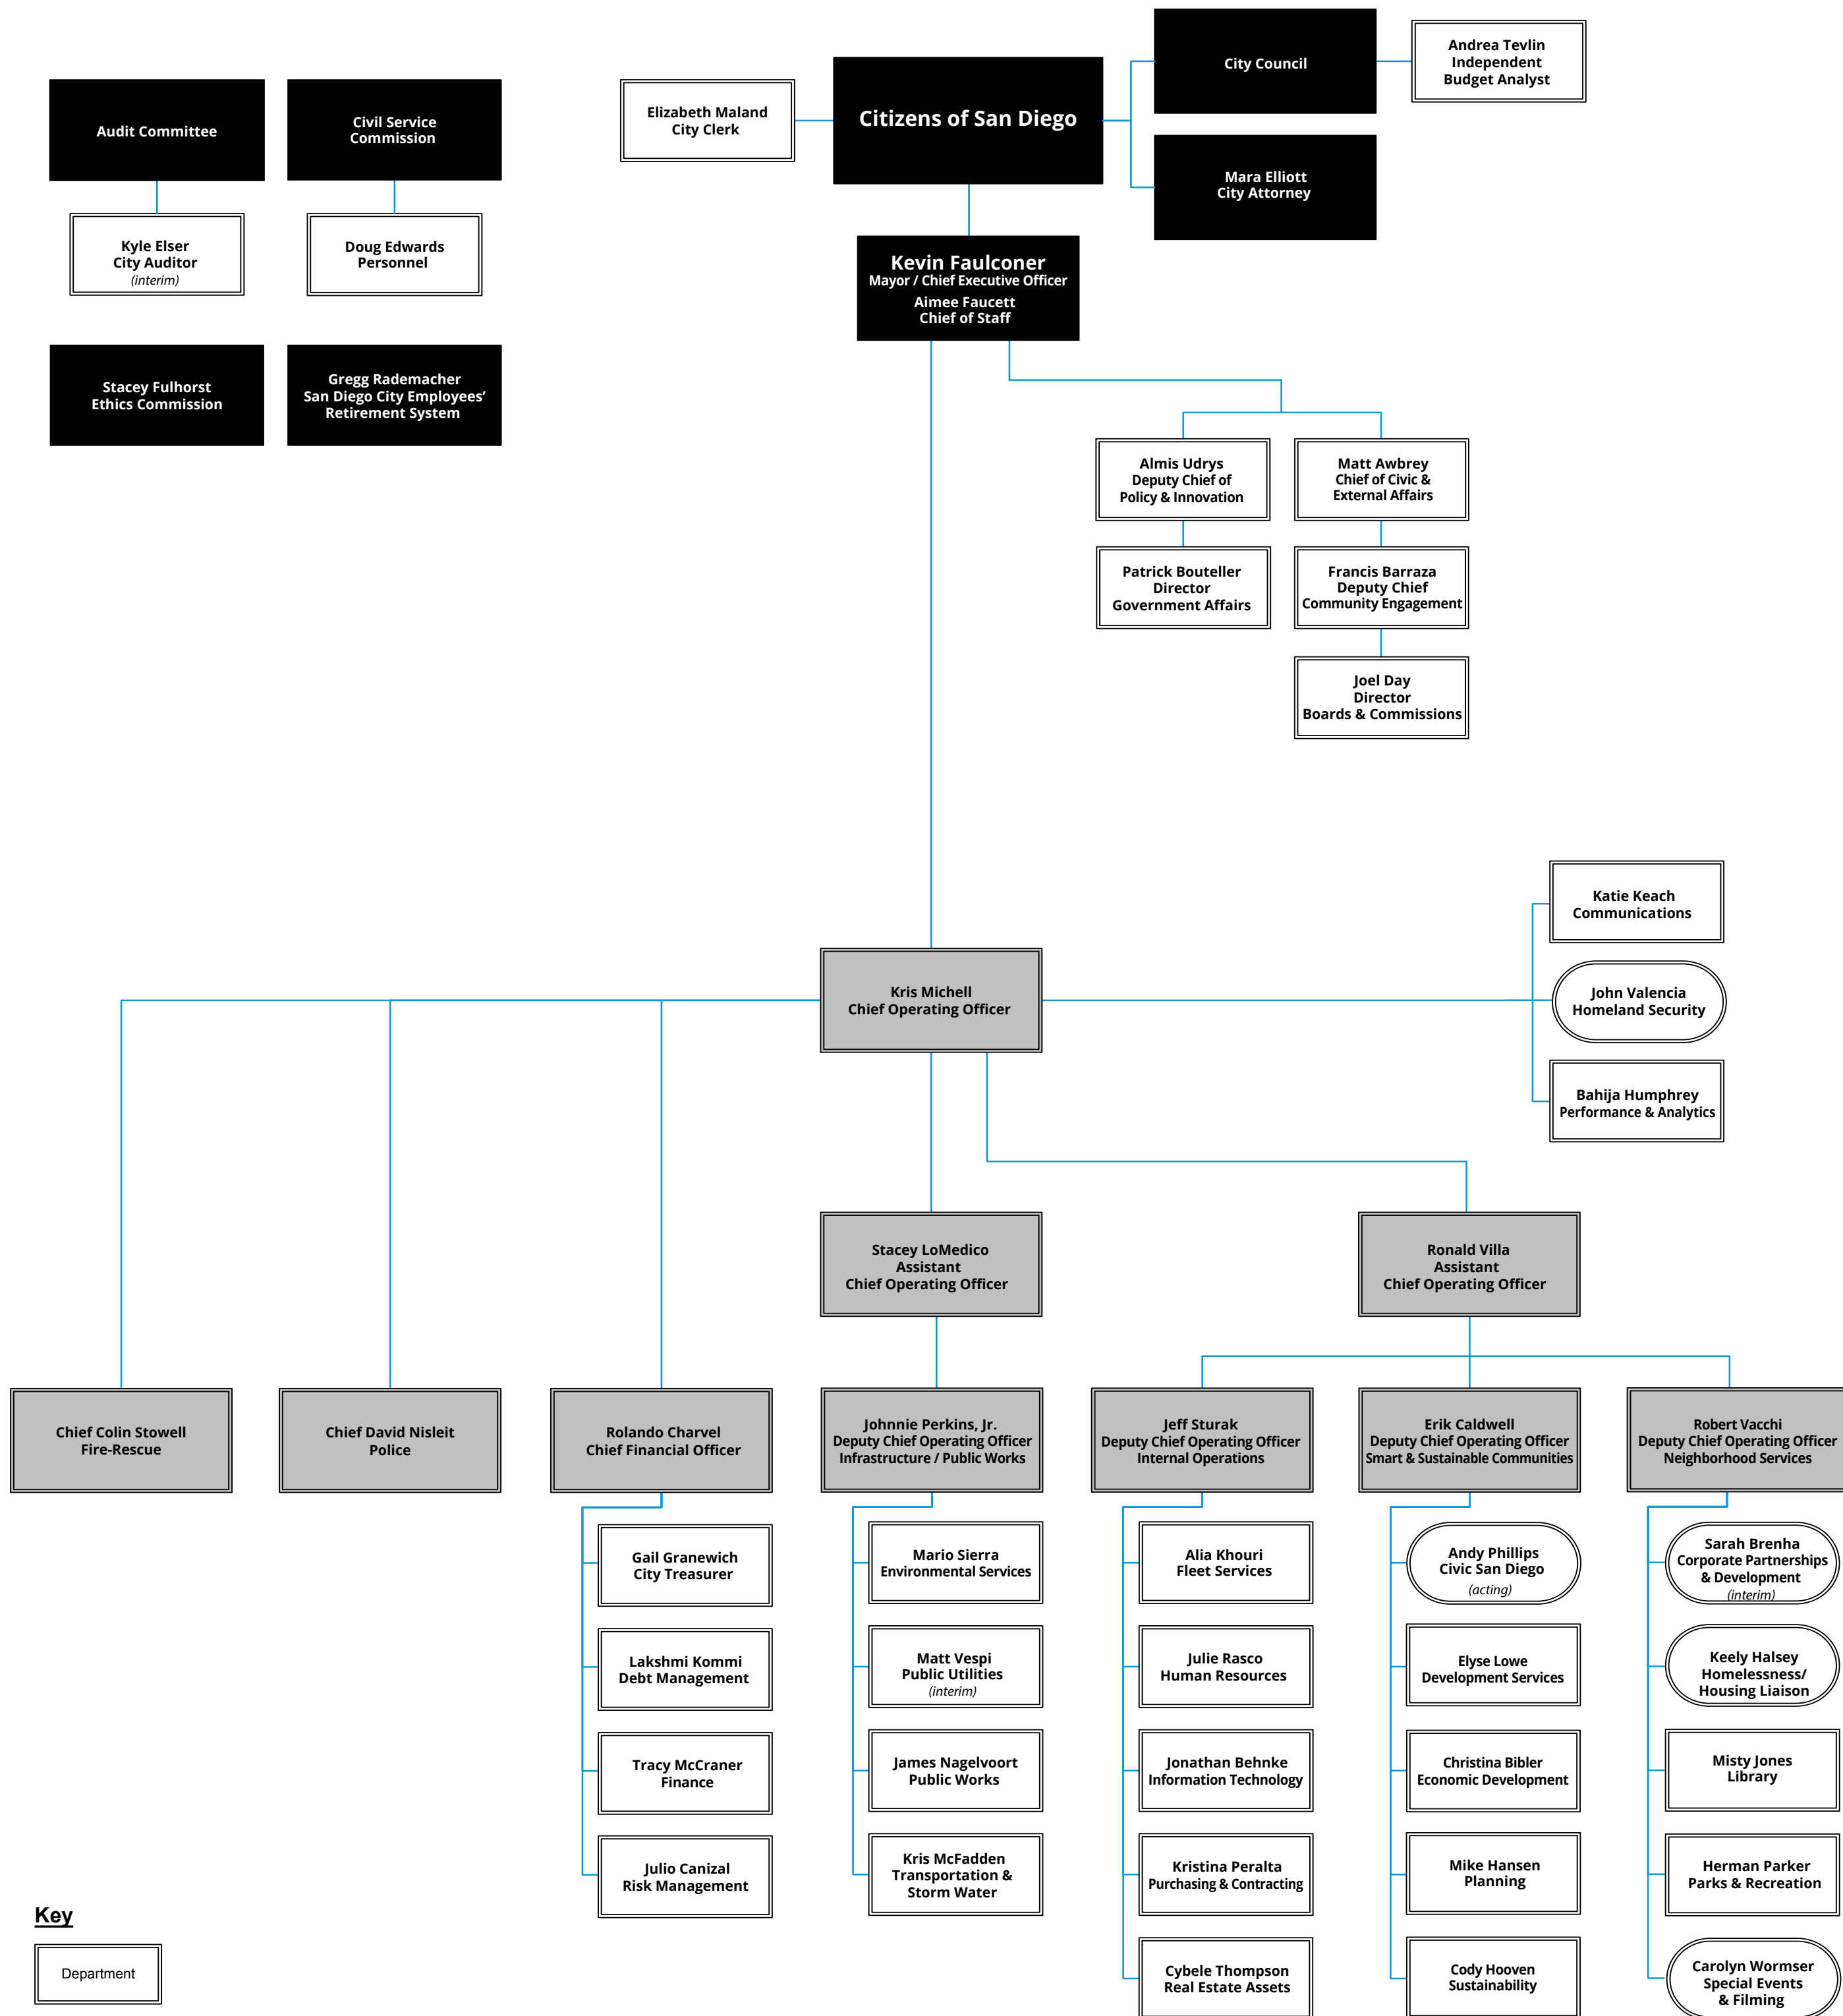 Audit Committee
Civil Service
Commission
Kyle Elser
City Auditor
(interim)
Doug Edwards
Personnel
Stacey Fulhorst
Ethics Commission
Gregg Rademacher
San Diego City Employees’
Retirement System
Elizabeth Maland
City Clerk
Citizens of San Diego
City Council
Andrea Tevlin
Independent
Budget Analyst
Mara Elliott
City Attorney
Kevin Faulconer
Mayor / Chief Executive Officer
Aimee Faucett
Chief of Staff
Almis Udrys
Deputy Chief of
Policy & Innovation
Matt Awbrey
Chief of Civic &
External Affairs
Patrick Bouteller
Director
Government Affairs
Francis Barraza
Deputy Chief
Community Engagement
Joel Day
Director
Boards & Commissions
Katie Keach
Communications
Kris Michell
Chief Operating Officer
John Valencia
Homeland Security
Bahija Humphrey
Performance & Analytics
Stacey LoMedico
Assistant
Chief Operating Officer
Ronald Villa
Assistant
Chief Operating Officer
Chief Colin Stowell
Fire-Rescue
Chief David Nisleit
Police
Rolando Charvel
Chief Financial Officer
Johnnie Perkins, Jr.
Deputy Chief Operating Officer
Infrastructure / Public Works
Jeff Sturak
Deputy Chief Operating Officer
Internal Operations
Erik Caldwell
Deputy Chief Operating Officer
Smart & Sustainable Communities
Robert Vacchi
Deputy Chief Operating Officer
Neighborhood Services
Gail Granewich
City Treasurer
Lakshmi Kommi
Debt Management
Tracy McCraner
Finance
Julio Canizal
Risk Management
Mario Sierra
Environmental Services
Matt Vespi
Public Utilities
(interim)
James Nagelvoort
Public Works
Kris McFadden
Transportation &
Storm Water
Alia Khouri
Fleet Services
Julie Rasco
Human Resources
Jonathan Behnke
Information Technology
Kristina Peralta
Purchasing & Contracting
Cybele Thompson
Real Estate Assets
Andy Phillips
Civic San Diego
(acting)
Elyse Lowe
Development Services
Christina Bibler
Economic Development
Mike Hansen
Planning
Cody Hooven
Sustainability
Sarah Brenha
Corporate Partnerships
& Development
(interim)
Keely Halsey
Homelessness/
Housing Liaison
Misty Jones
Library
Herman Parker
Parks & Recreation
Carolyn Wormser
Special Events
& Filming
Key
Department